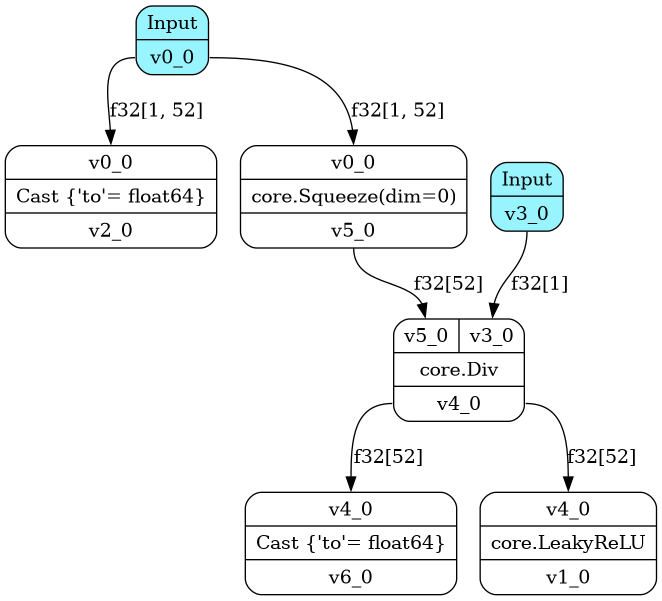 Input
v0_0
f32[1, 52]
f32[1, 52]
v0_0
Cast {'to'= float64}
v2_0
v0_0
core.Squeeze(dim=0)
v5_0
Input
v3_0
f32[52]
f32[1]
v5_0
v3_0
core.Div
v4_0
f32[52]
f32[52]
v4_0
Cast {'to'= float64}
v6_0
v4_0
core.LeakyReLU
v1_0